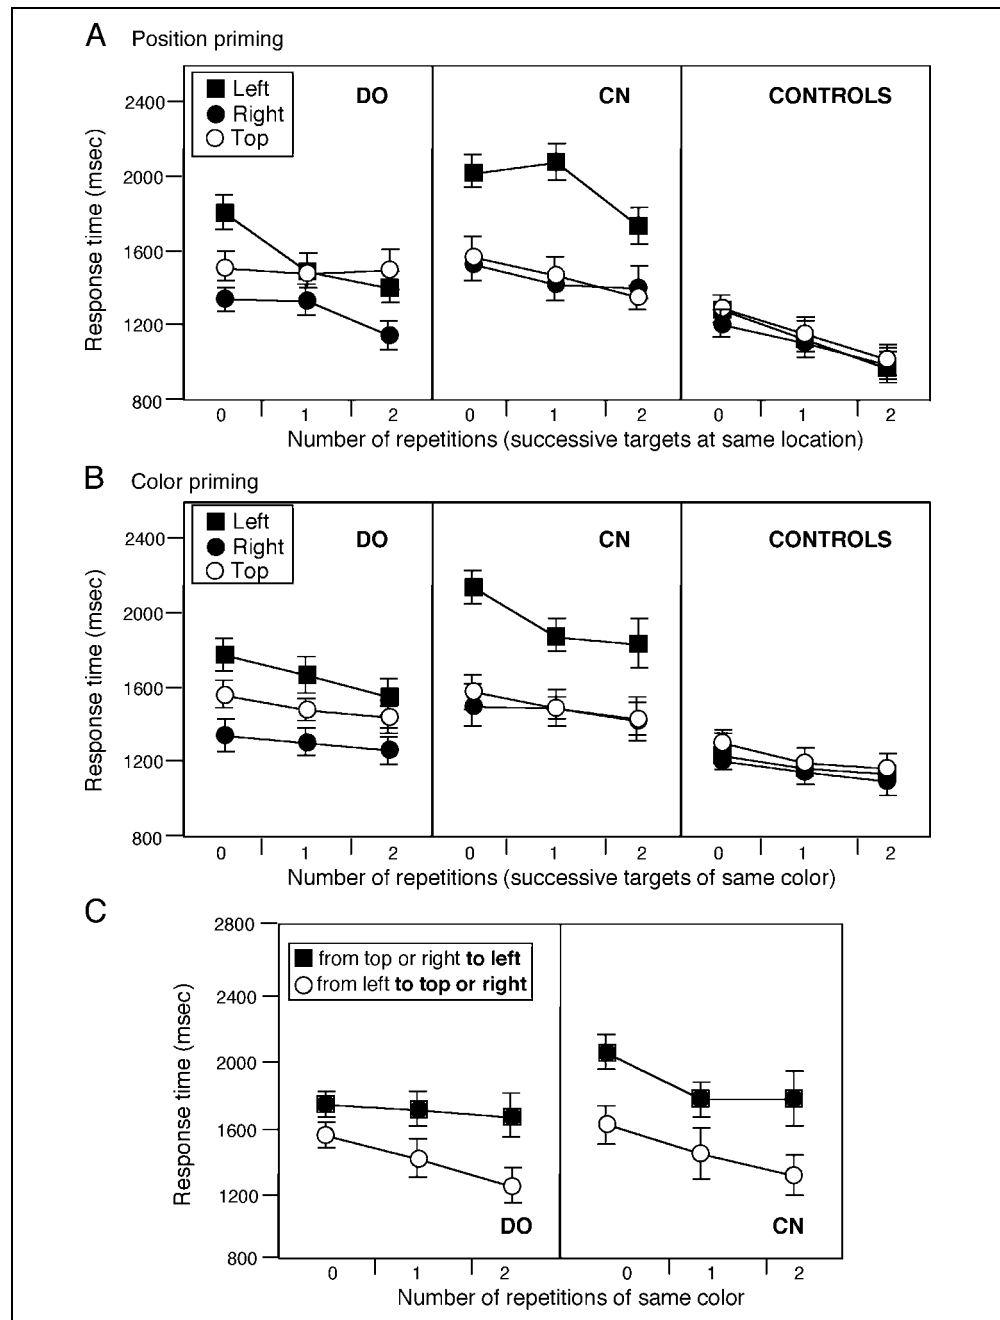 A Position priming
Left
Right
Top
DO
CN
CONTROLS
2400
2000
1600
1200
800
Response time (msec)
0 1 2 0 1 2 0 1 2
Number of repetitions (successive targets at same location)
B Color priming
Left
Right
Top
DO
CN
CONTROLS
2400
2000
1600
1200
800
Response time (msec)
0 1 2 0 1 2 0 1 2
Number of repetitions (successive targets of same color)
C
2800
2400
2000
1600
1200
800
Response time (msec)
from top or right to left
from left to top or right
DO
CN
0 1 2 0 1 2
Number of repetitions of same color